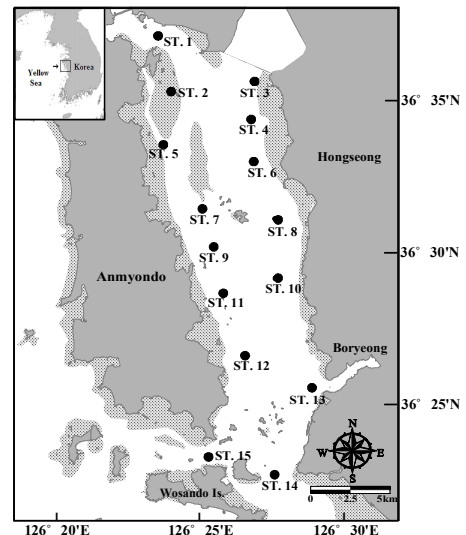 Yellow
Sea
Korea
ST. 1
ST. 2
ST. 3
36° 35'N
ST. 4
ST. 5
ST. 6
Hongseong
ST. 7
ST. 8
ST. 9
36° 30'N
Anmyondo
ST. 10
ST. 11
Boryeong
ST. 12
ST. 13
36° 25'N
N
W
E
S
ST. 15
ST. 14
Wosando Is.
0 2.5 5km
126° 20'E 126° 25'E 126° 30'E